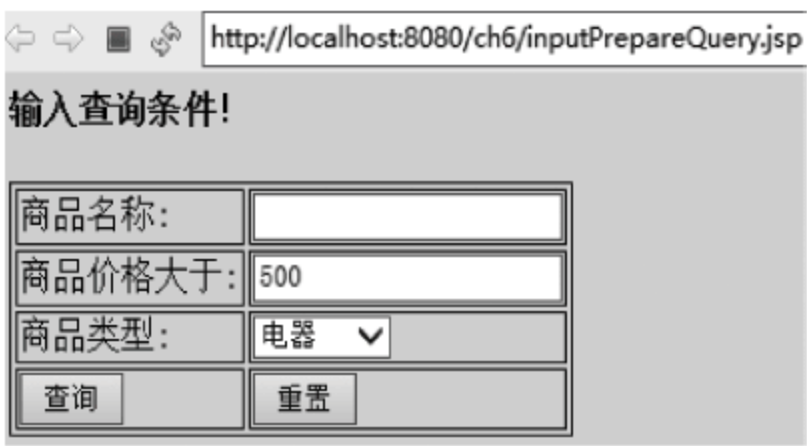 http://localhost:8080/ch6/inputPrepareQuery.jsp
输入查询条件!
商品名称:
商品价格大于: 500
商品类型: 电器
查询 重置